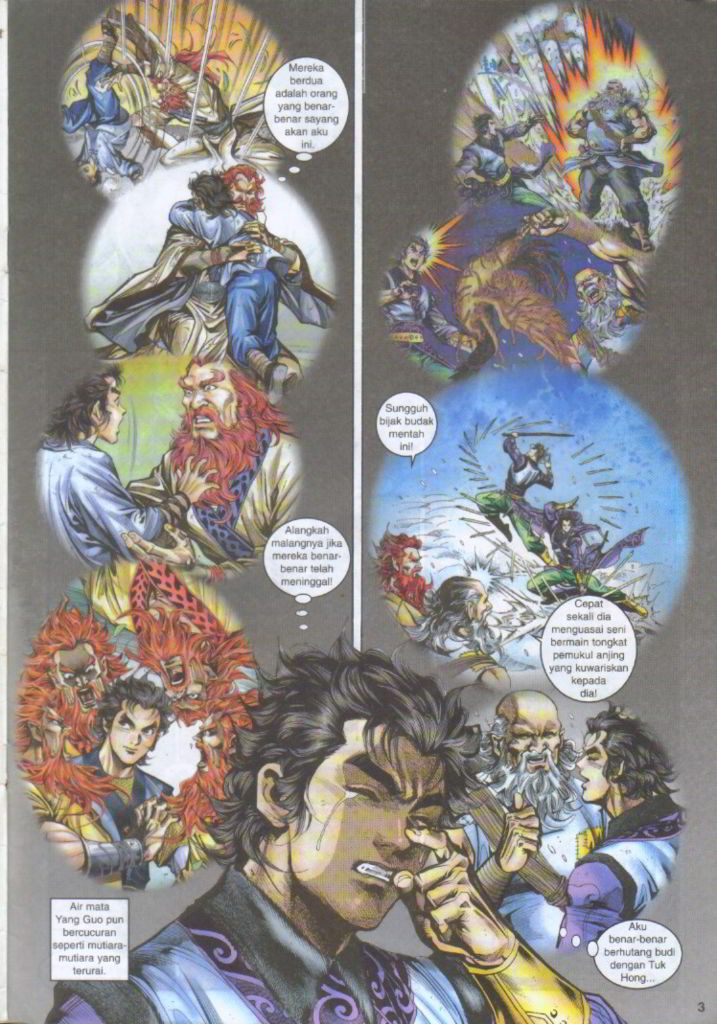 Mereka
berdua
adalah orang
yang benar-
benar sayang
akan aku
ini.
Alangkah
malangnya jika
mereka benar-
benar telah
meninggal!
Sungguh
bijak budak
mentah
ini!
Cepat
sekali dia
menguasai seni
bermain tongkat
pemukul anjing
yang kuwariskan
kepada
dia!
Air mata
Yang Guo pun
bercucuran
seperti mutiara-
mutiara yang
terurai.
Aku
benar-benar
berhutang budi
dengan Tuk
Hong...
3